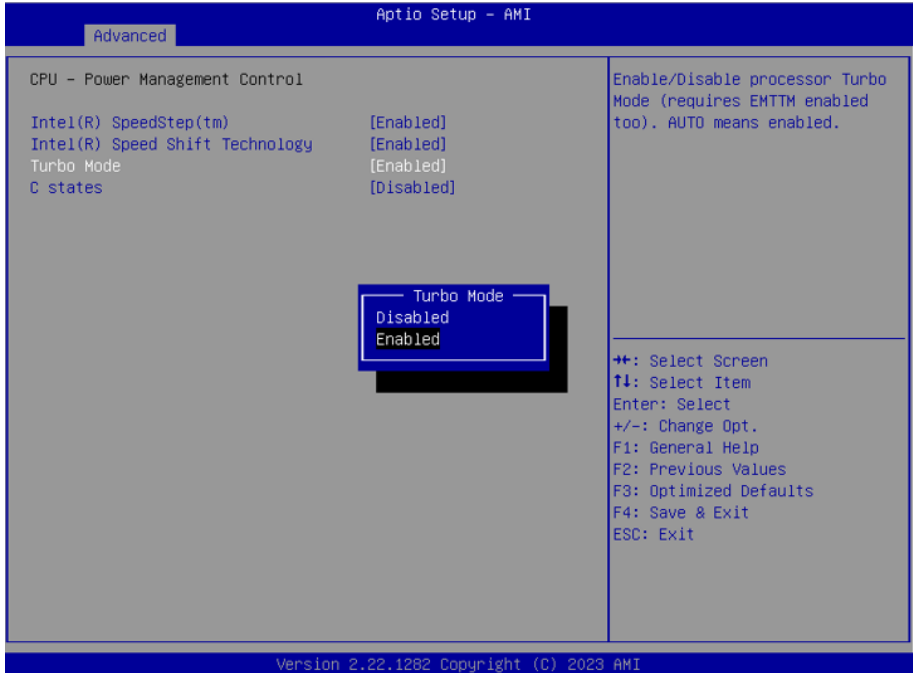 Aptio Setup – AMI
Advanced
CPU – Power Management Control
Intel(R) SpeedStep(tm) [Enabled]
Intel(R) Speed Shift Technology [Enabled]
Turbo Mode [Enabled]
C states [Disabled]
Turbo Mode
Disabled
Enabled
Enable/Disable processor Turbo
Mode (requires EMTTM enabled
too). AUTO means enabled.
→←: Select Screen
↑↓: Select Item
Enter: Select
+/-: Change Opt.
F1: General Help
F2: Previous Values
F3: Optimized Defaults
F4: Save & Exit
ESC: Exit
Version 2.22.1282 Copyright (C) 2023 AMI